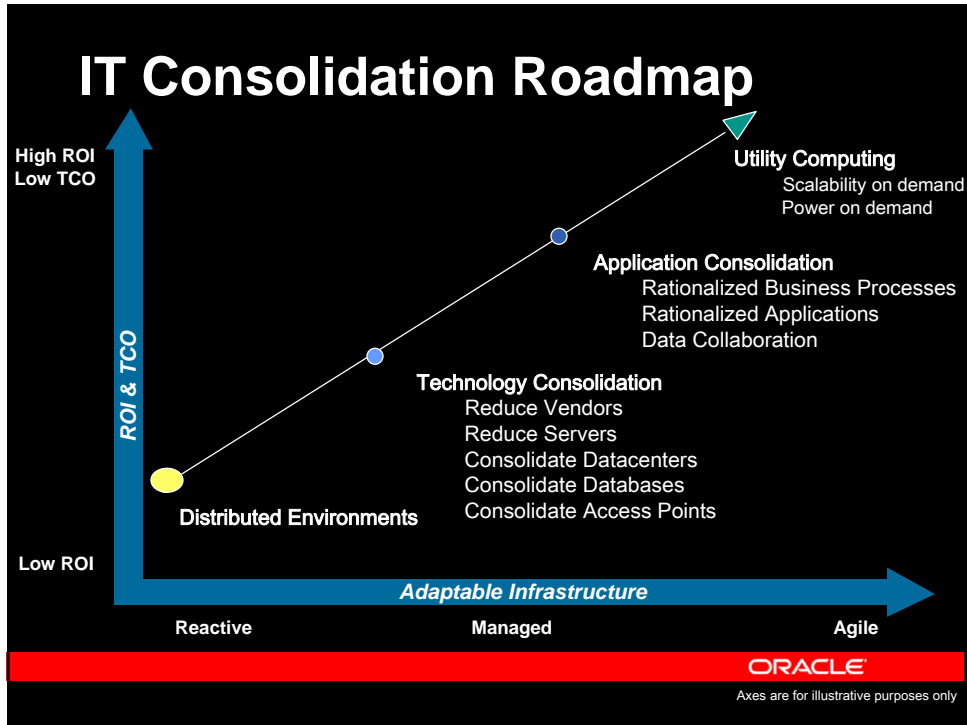 IT Consolidation Roadmap
High ROI
Low TCO
Utility Computing
Scalability on demand
Power on demand
Application Consolidation
Rationalized Business Processes
Rationalized Applications
Data Collaboration
ROI & TCO
Technology Consolidation
Reduce Vendors
Reduce Servers
Consolidate Datacenters
Consolidate Databases
Consolidate Access Points
Distributed Environments
Low ROI
Adaptable Infrastructure
Reactive
Managed
Agile
ORACLE
Axes are for illustrative purposes only